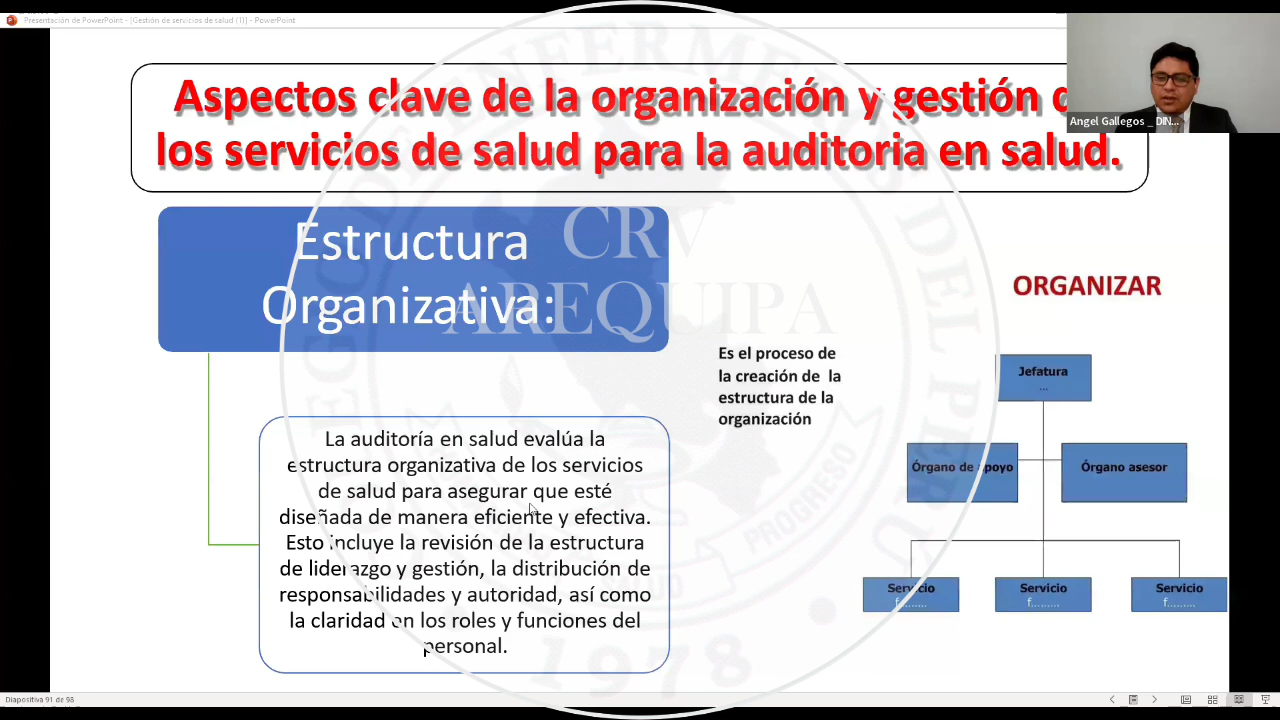 Presentación de PowerPoint - [Gestión de servicios de salud (1)] - PowerPoint
Aspectos clave de la organización y gestión
los servicios de salud para la auditoria en salud.
Angel Gallegos _ DIN...
Estructura
Organizativa:
CRV
AREQUIPA
ORGANIZAR
Es el proceso de
la creación de la
estructura de la
organización
Jefatura
...
Órgano de apoyo
Órgano asesor
Servicio
f.........
Servicio
f.........
Servicio
f.........
La auditoría en salud evalúa la
estructura organizativa de los servicios
de salud para asegurar que esté
diseñada de manera eficiente y efectiva.
Esto incluye la revisión de la estructura
de liderazgo y gestión, la distribución de
responsabilidades y autoridad, así como
la claridad en los roles y funciones del
personal.
PROGRESO
SALUD
1978
Diapositiva 91 de 98